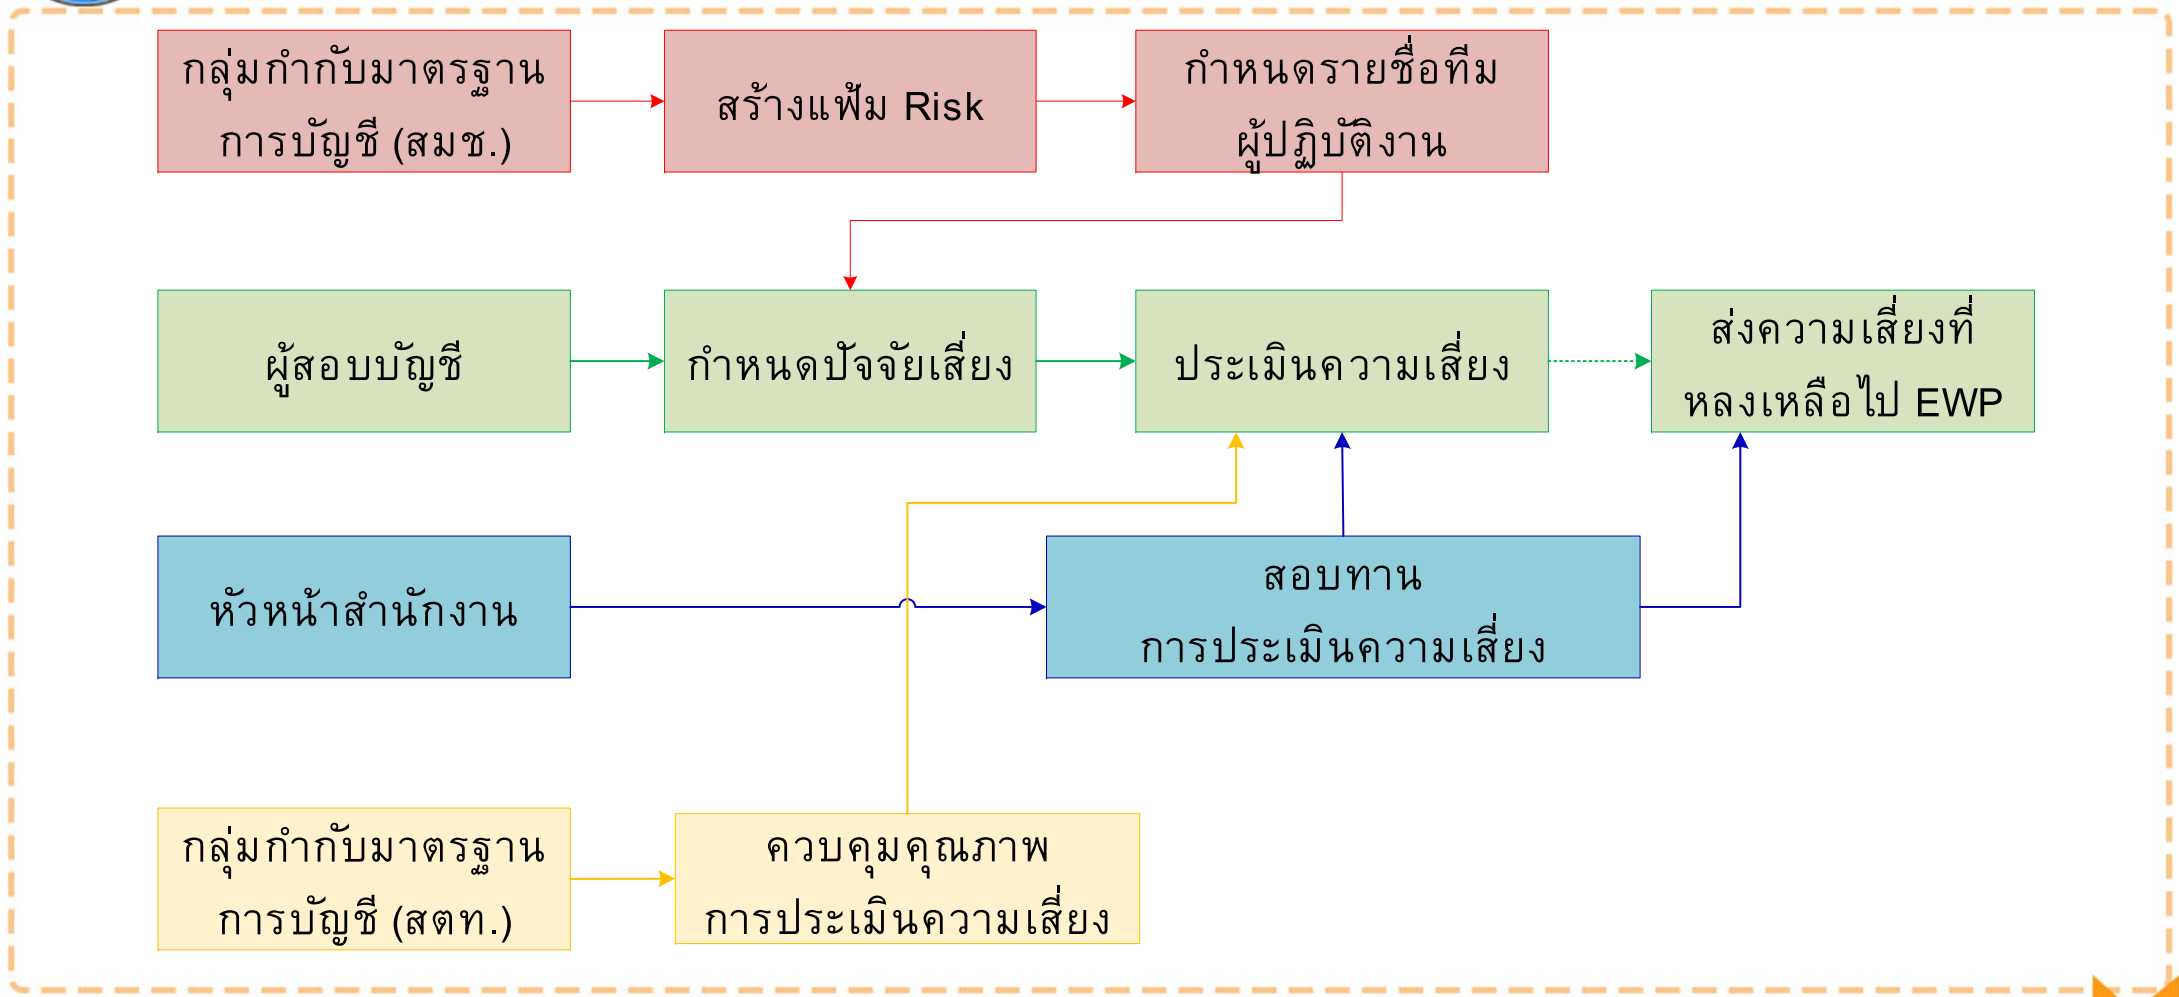 กลุ่มกำกับมาตรฐาน
การบัญชี (สมช.)
สร้างแฟ้ม Risk
กำหนดรายชื่อทีม
ผู้ปฏิบัติงาน
ผู้สอบบัญชี
กำหนดปัจจัยเสี่ยง
ประเมินความเสี่ยง
ส่งความเสี่ยงที่
หลงเหลือไป EWP
หัวหน้าสำนักงาน
สอบทาน
การประเมินความเสี่ยง
กลุ่มกำกับมาตรฐาน
การบัญชี (สตท.)
ควบคุมคุณภาพ
การประเมินความเสี่ยง